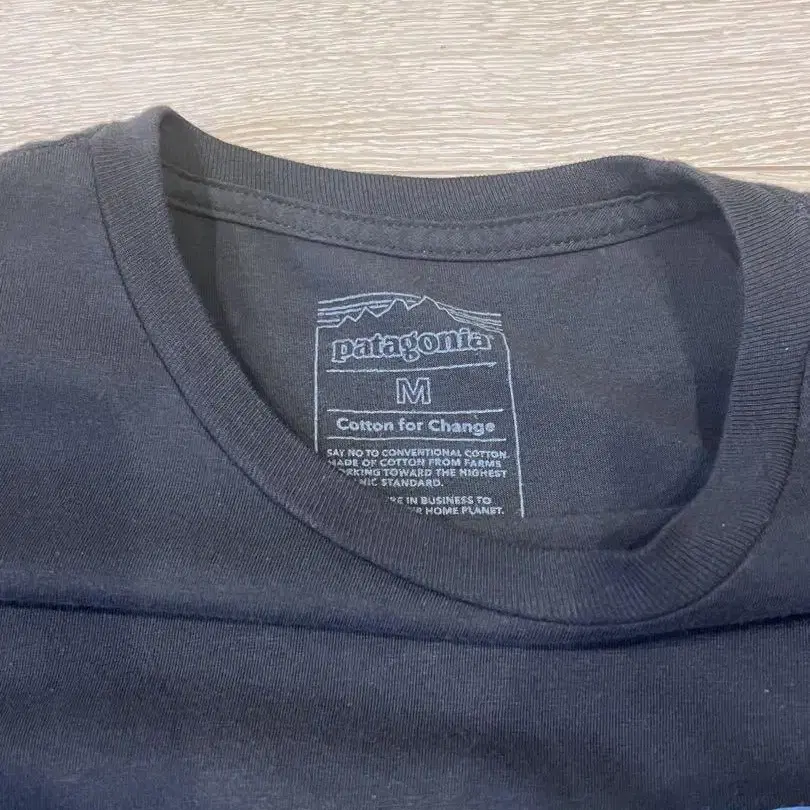 patagonia
M
Cotton for Change
SAY NO TO CONVENTIONAL COTTON.
MADE OF COTTON FROM FARMS
TOWARD THE HIGHEST
STANDARD.
IN BUSINESS TO
HOME PLANET.